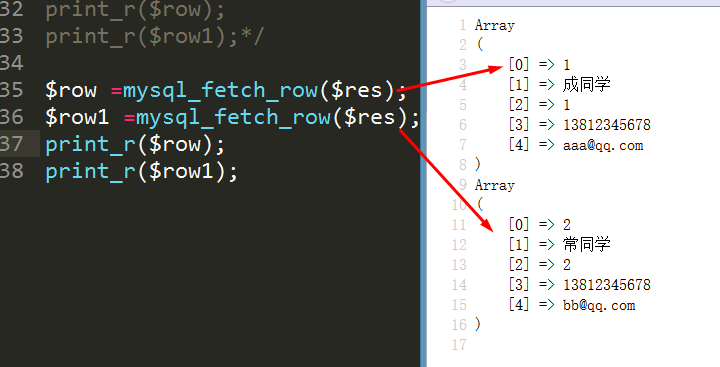 32 print_r($row);
33 print_r($row1);*/
35 $row =mysql_fetch_row($res);
36 $row1 =mysql_fetch_row($res);
37 print_r($row);
38 print_r($row1);
1 Array
2 (
3 [0] => 1
4 [1] => 成同学
5 [2] => 1
6 [3] => 13812345678
7 [4] => aaa@qq.com
8 )
9 Array
10 (
11 [0] => 2
12 [1] => 常同学
13 [2] => 2
14 [3] => 13812345678
15 [4] => bb@qq.com
16 )
17